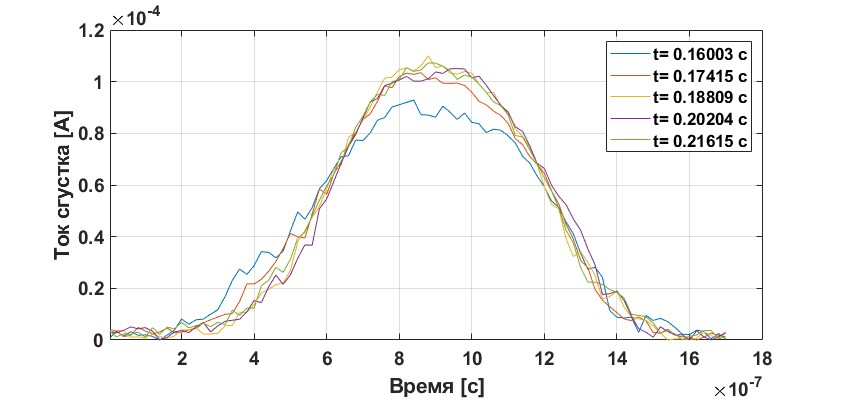 ×10⁻⁴
1.2
1
0.8
0.6
0.4
0.2
0
Ток сгустка [А]
t= 0.16003 с
t= 0.17415 с
t= 0.18809 с
t= 0.20204 с
t= 0.21615 с
2 4 6 8 10 12 14 16 18
Время [с]
×10⁻⁷